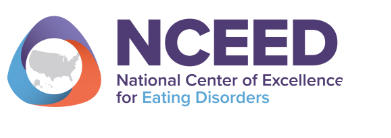 NCEED
National Center of Excellence
for Eating Disorders